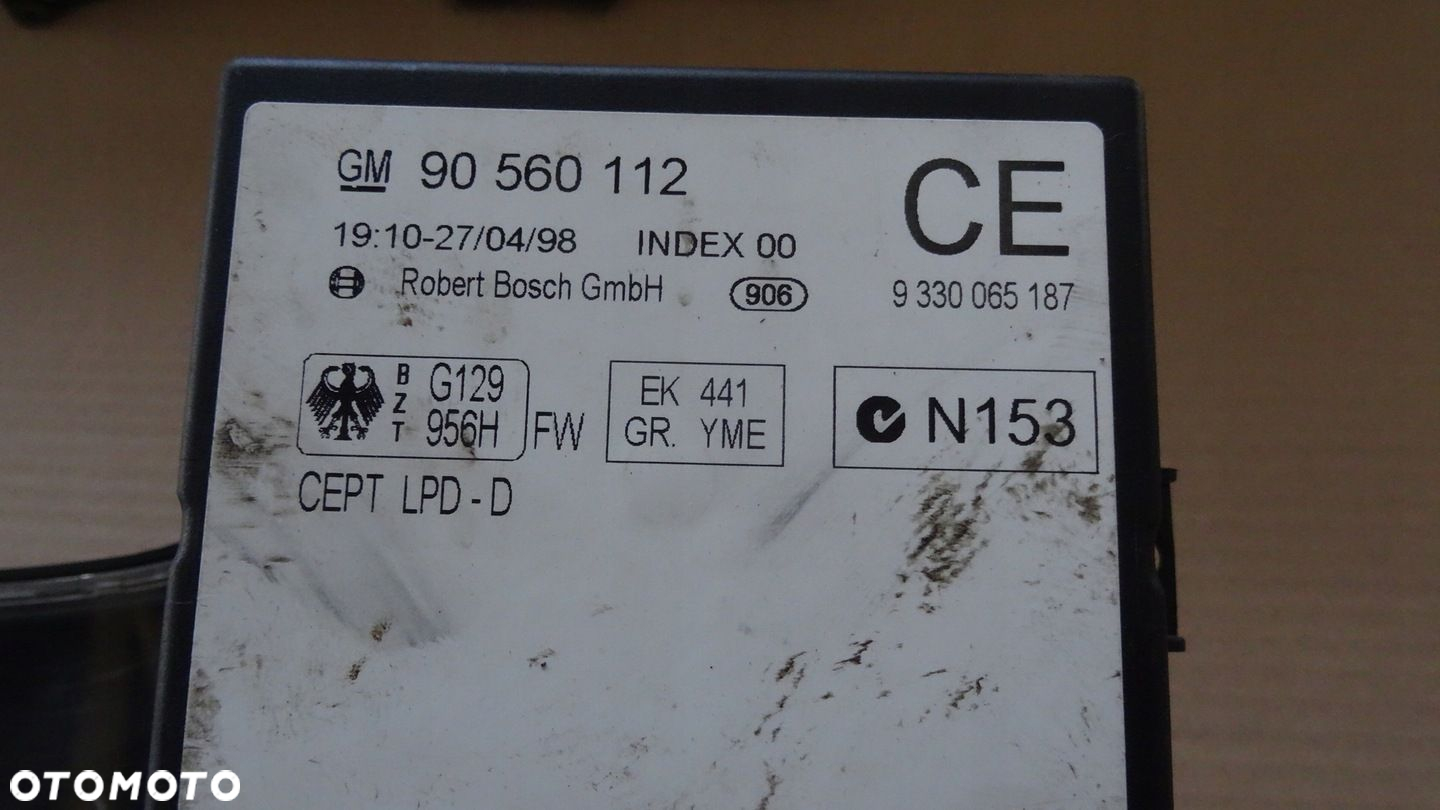 GM 90 560 112
CE
19:10-27/04/98 INDEX 00
Robert Bosch GmbH 906 9 330 065 187
BZT G129
956H FW
EK 441
GR. YME
N153
CEPT LPD - D
OTOMOTO